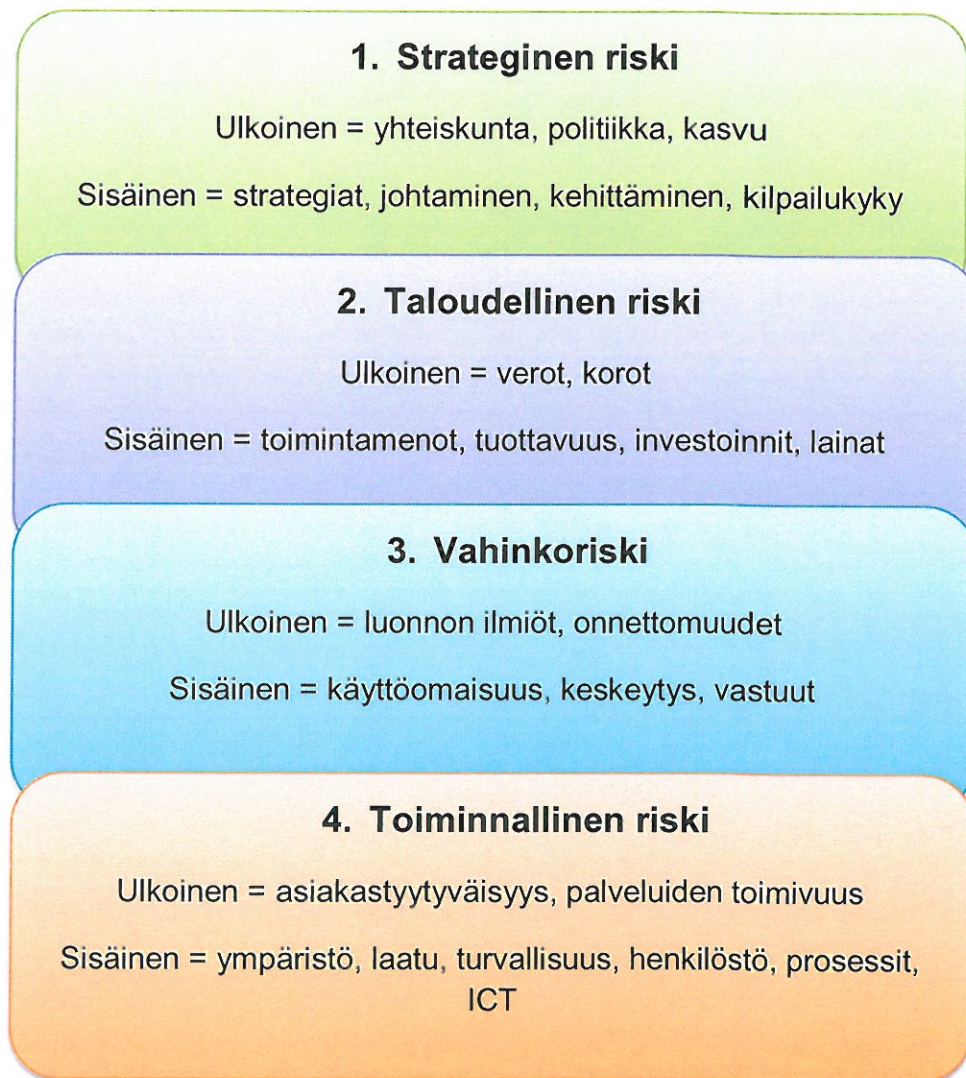 1. Strateginen riski
Ulkoinen = yhteiskunta, politiikka, kasvu
Sisäinen = strategiat, johtaminen, kehittäminen, kilpailukyky
2. Taloudellinen riski
Ulkoinen = verot, korot
Sisäinen = toimintamenot, tuottavuus, investoinnit, lainat
3. Vahinkoriski
Ulkoinen = luonnon ilmiöt, onnettomuudet
Sisäinen = käyttöomaisuus, keskeytys, vastuut
4. Toiminnallinen riski
Ulkoinen = asiakastyytyväisyys, palveluiden toimivuus
Sisäinen = ympäristö, laatu, turvallisuus, henkilöstö, prosessit,
ICT